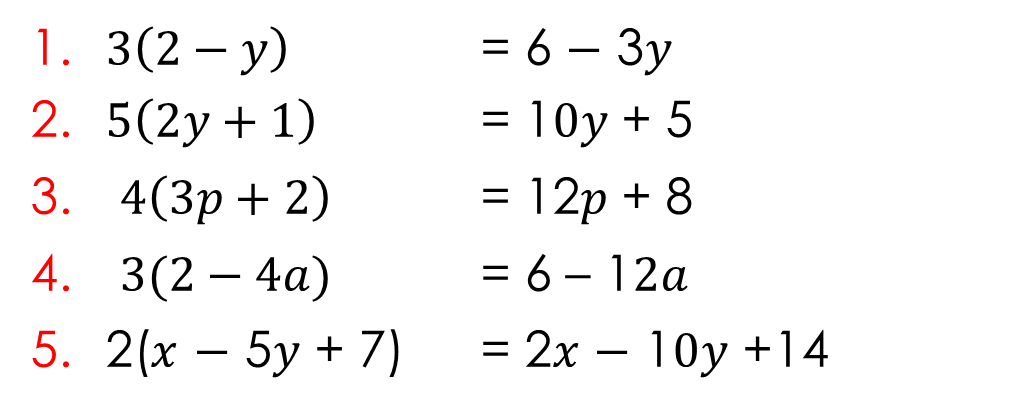 1. 3(2 − y) = 6 − 3y
2. 5(2y + 1) = 10y + 5
3. 4(3p + 2) = 12p + 8
4. 3(2 − 4a) = 6 − 12a
5. 2(x − 5y + 7) = 2x − 10y +14